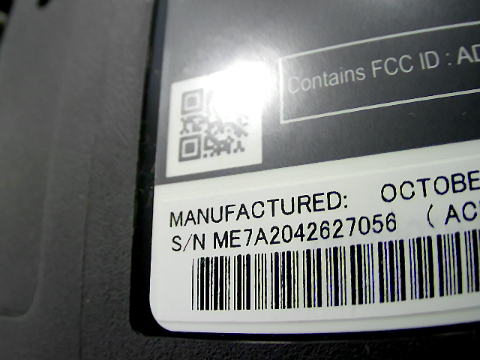 Contains FCC ID : AD
MANUFACTURED: OCTOBE
S/N ME7A2042627056 ( AC